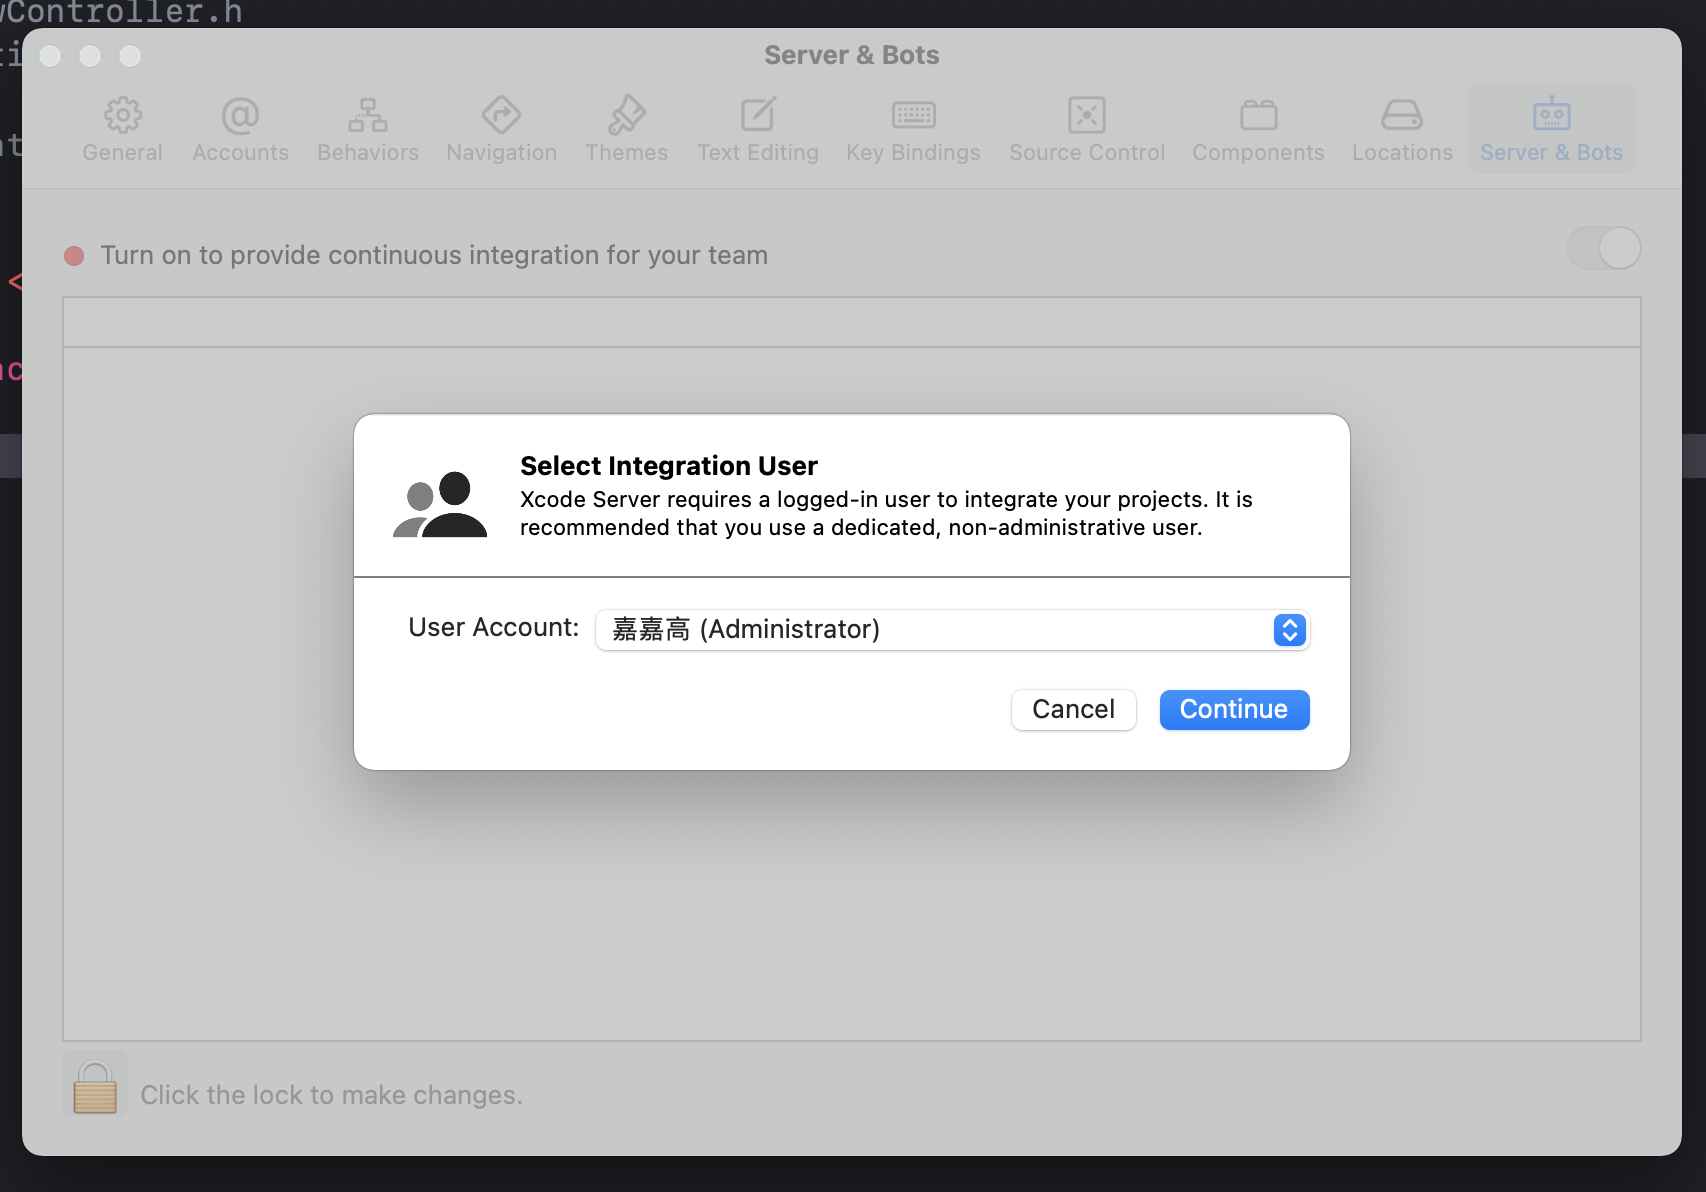 wController.h
Server & Bots
General
Accounts
Behaviors
Navigation
Themes
Text Editing
Key Bindings
Source Control
Components
Locations
Server & Bots
Turn on to provide continuous integration for your team
Select Integration User
Xcode Server requires a logged-in user to integrate your projects. It is
recommended that you use a dedicated, non-administrative user.
User Account:
嘉嘉高 (Administrator)
Cancel
Continue
Click the lock to make changes.